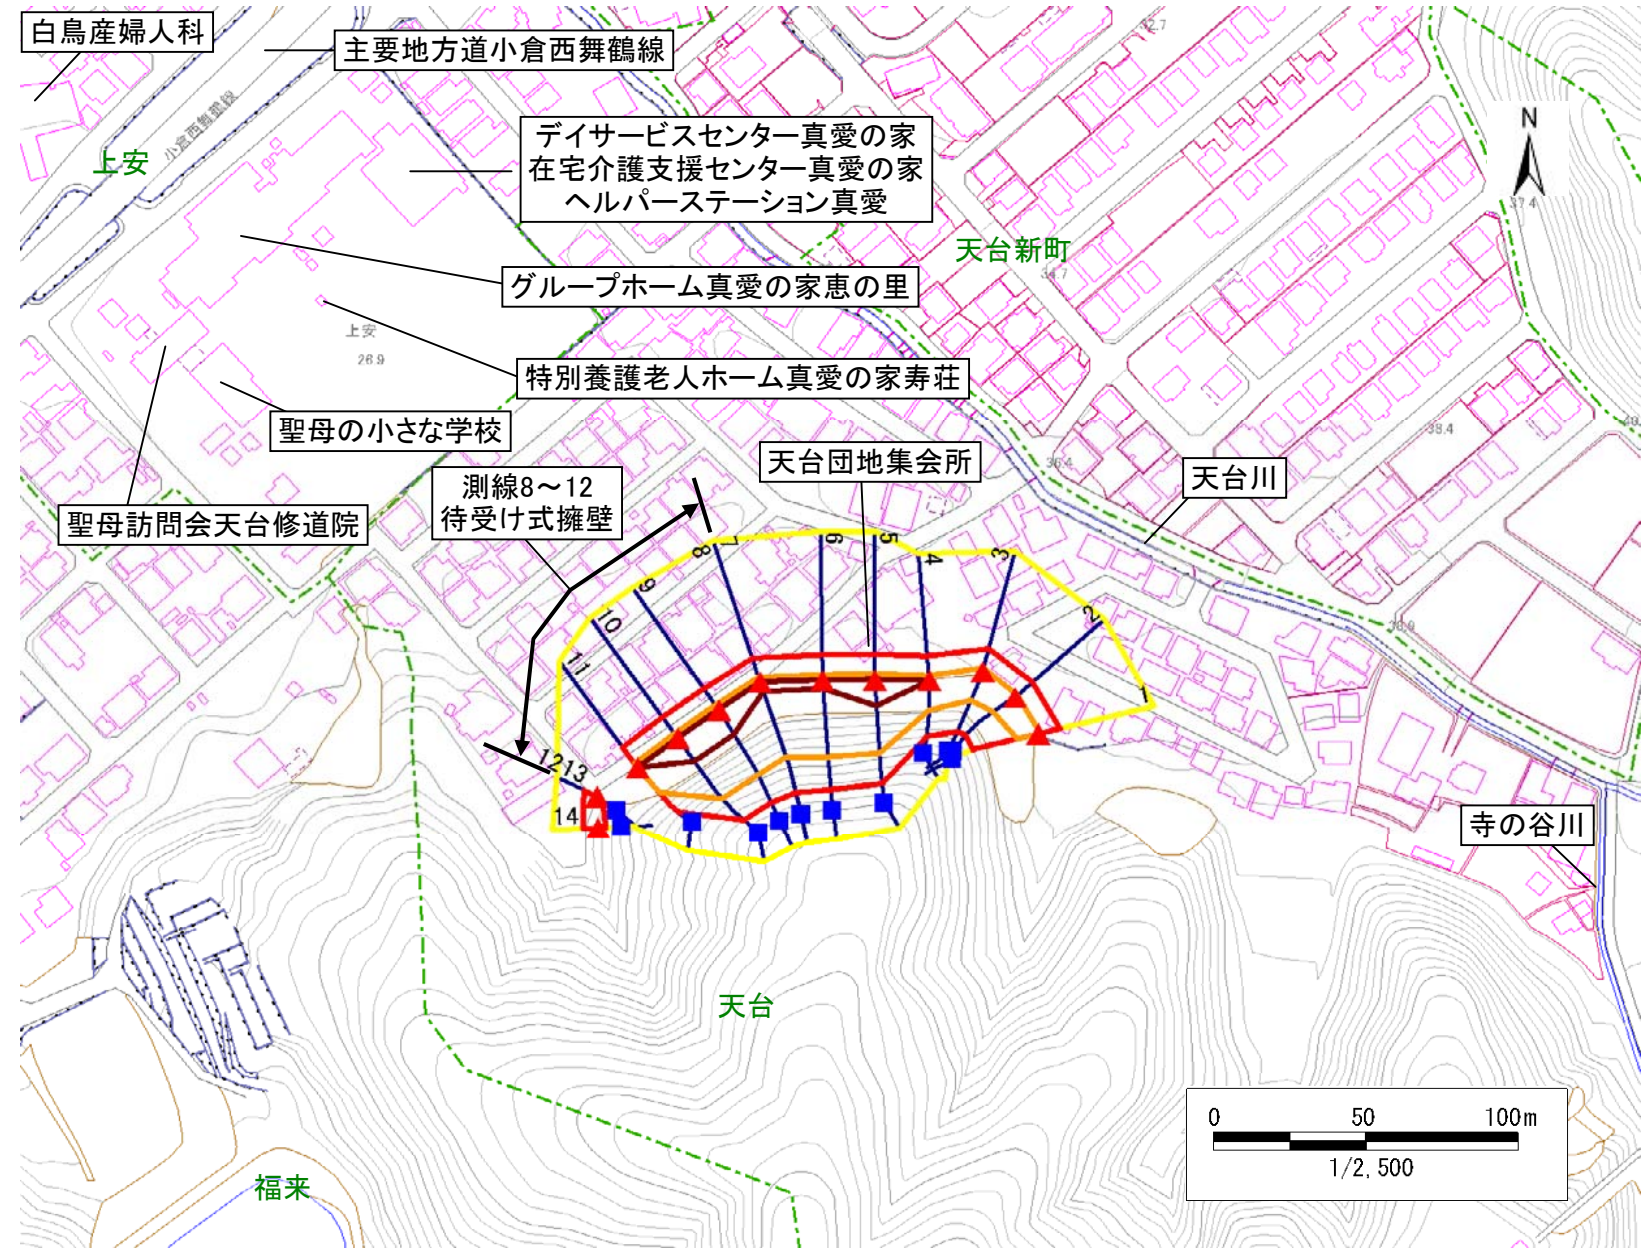 白鳥産婦人科
主要地方道小倉西舞鶴線
小倉西舞鶴線
上安
デイサービスセンター真愛の家
在宅介護支援センター真愛の家
ヘルパーステーション真愛
N
37.4
天台新町
グループホーム真愛の家恵の里
上安
26.9
特別養護老人ホーム真愛の家寿荘
聖母の小さな学校
38.4
天台団地集会所
36.4
天台川
測線8～12
待受け式擁壁
聖母訪問会天台修道院
8
7
6
5
4
3
9
2
10
11
1
12
13
14
寺の谷川
天台
福来
0 50 100m
1/2,500